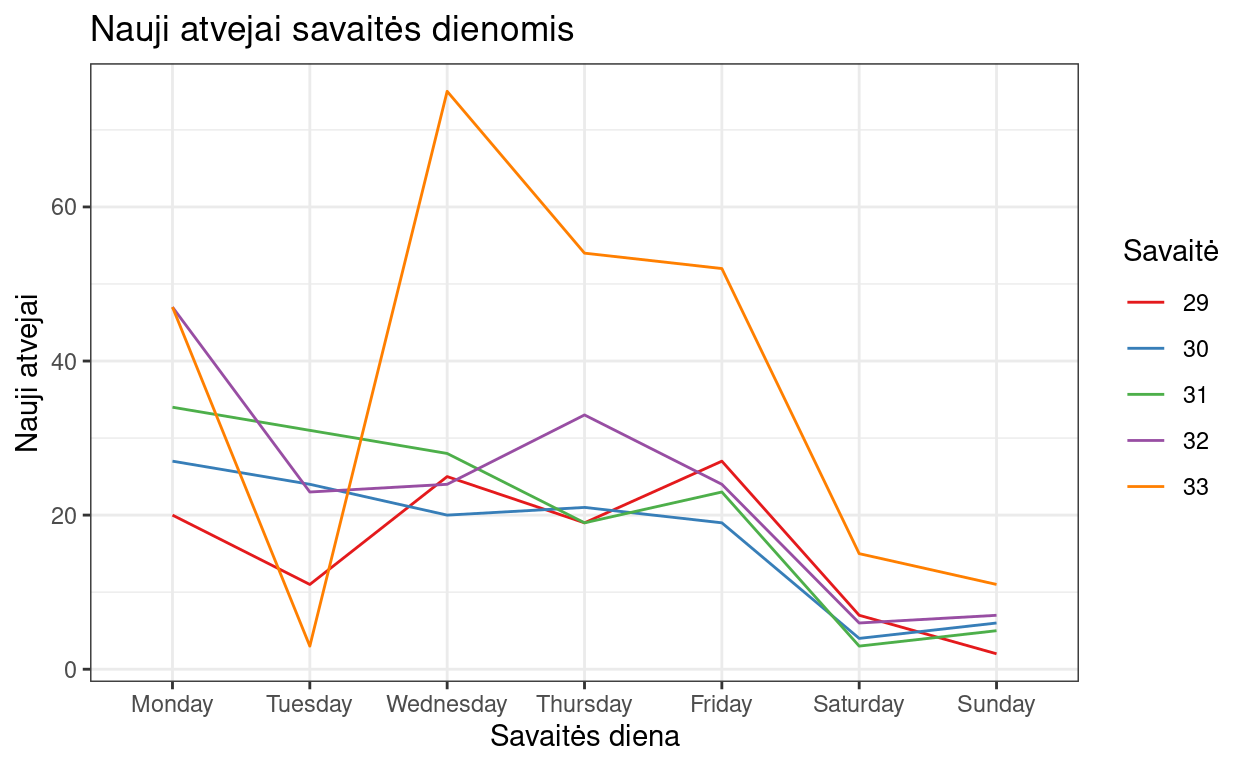 Nauji atvejai savaitės dienomis
Nauji atvejai
60
40
20
0
Monday Tuesday Wednesday Thursday Friday Saturday Sunday
Savaitės diena
Savaitė
29
30
31
32
33